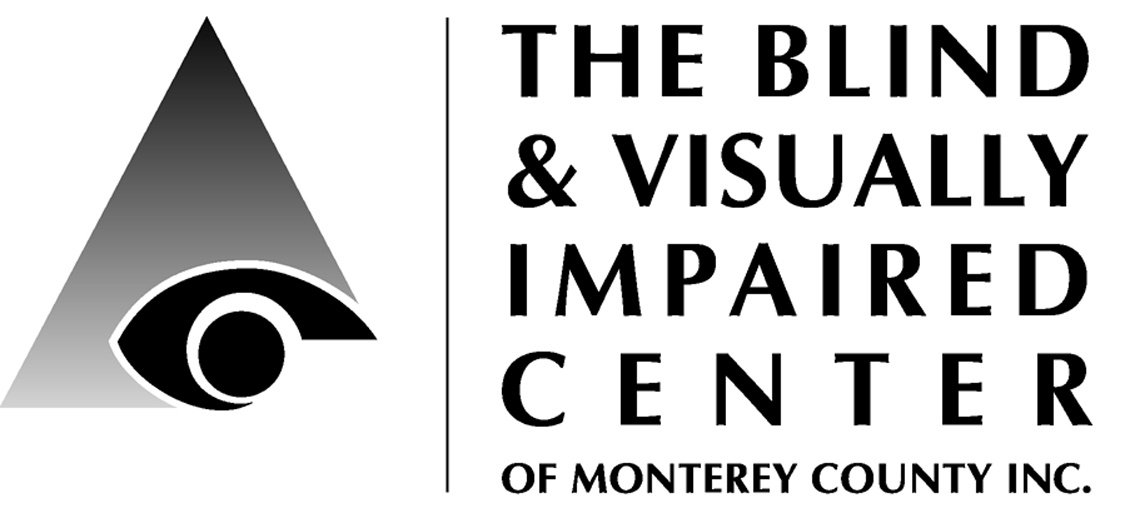 THE BLIND
& VISUALLY
IMPAIRED
CENTER
OF MONTEREY COUNTY INC.